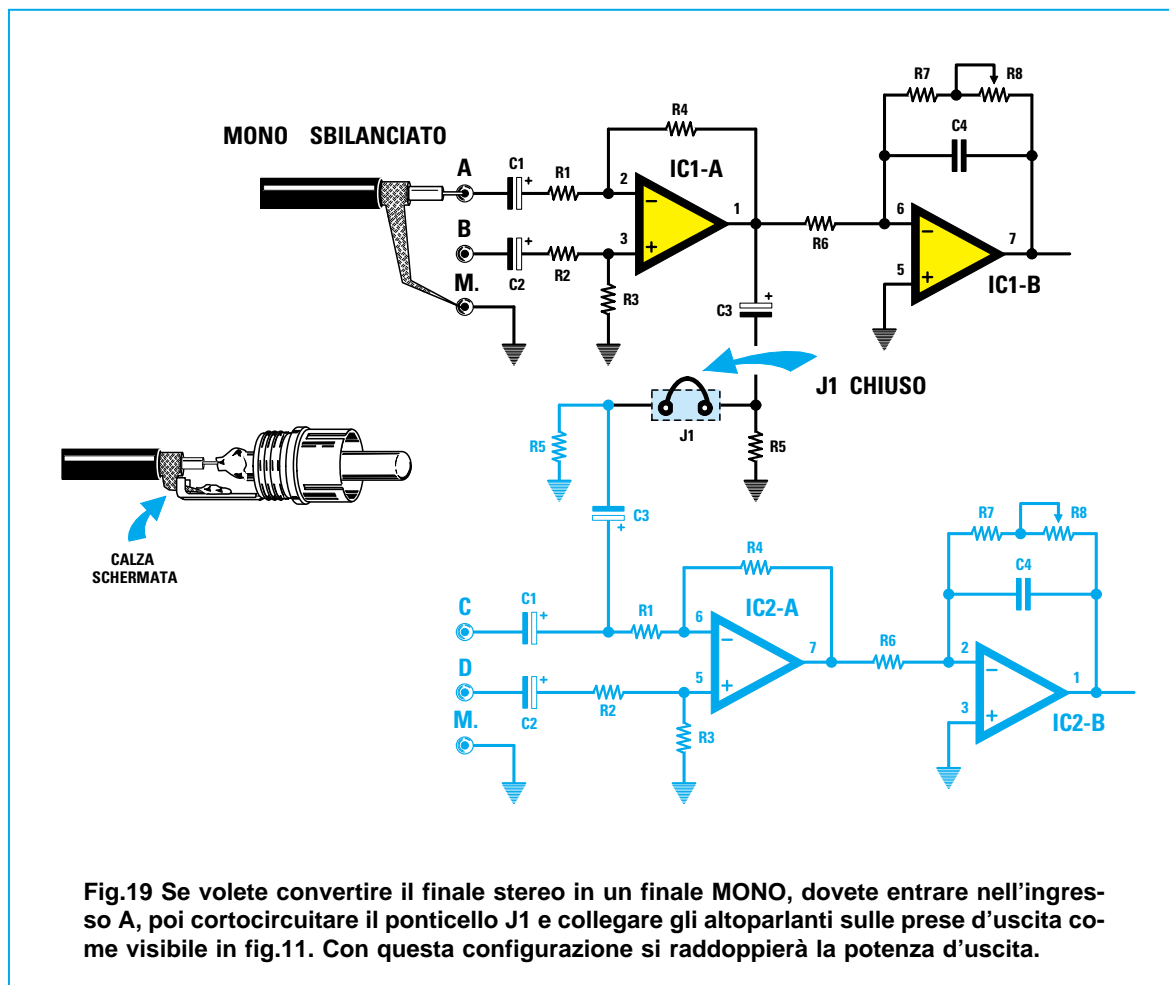 MONO SBILANCIATO
A
C1
+
R1
R4
IC1-A
2
−
1
B
C2
+
R2
3
+
R3
M.
R6
R7
R8
C4
6
−
7
5
+
IC1-B
C3
+
J1 CHIUSO
J1
R5
R5
CALZA
SCHERMATA
C3
+
C
C1
+
R1
R4
IC2-A
6
−
7
D
C2
+
R2
5
+
R3
M.
R6
R7
R8
C4
2
−
1
3
+
IC2-B
Fig.19 Se volete convertire il finale stereo in un finale MONO, dovete entrare nell'ingres-
so A, poi cortocircuitare il ponticello J1 e collegare gli altoparlanti sulle prese d'uscita co-
me visibile in fig.11. Con questa configurazione si raddoppierà la potenza d'uscita.